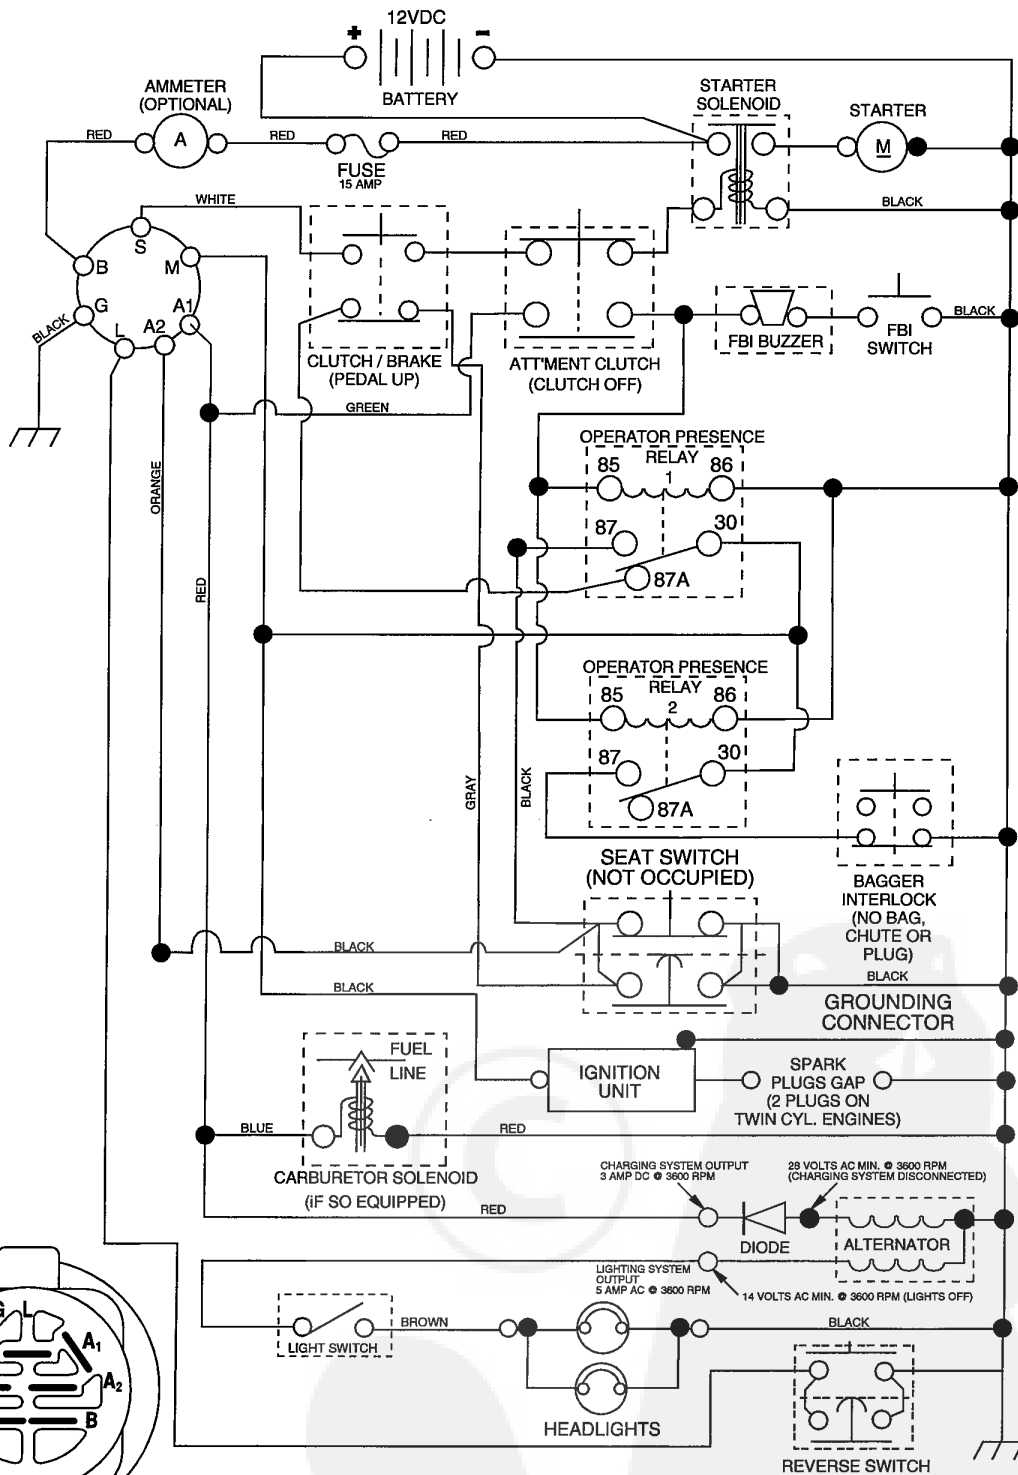 12VDC
+
-
BATTERY
AMMETER
(OPTIONAL)
STARTER
SOLENOID
STARTER
RED
A
RED
RED
M
FUSE
15 AMP
WHITE
BLACK
S
B
M
G
A1
L
A2
BLACK
CLUTCH / BRAKE
(PEDAL UP)
ATT'MENT CLUTCH
(CLUTCH OFF)
FBI BUZZER
FBI
SWITCH
BLACK
GREEN
OPERATOR PRESENCE
RELAY
1
85
86
87
30
87A
ORANGE
RED
OPERATOR PRESENCE
RELAY
2
85
86
87
30
87A
GRAY
BLACK
SEAT SWITCH
(NOT OCCUPIED)
BAGGER
INTERLOCK
(NO BAG,
CHUTE OR
PLUG)
BLACK
BLACK
BLACK
GROUNDING
CONNECTOR
FUEL
LINE
IGNITION
UNIT
SPARK
PLUGS GAP
(2 PLUGS ON
TWIN CYL. ENGINES)
BLUE
RED
CARBURETOR SOLENOID
(iF SO EQUIPPED)
CHARGING SYSTEM OUTPUT
3 AMP DC @ 3600 RPM
28 VOLTS AC MIN. @ 3600 RPM
(CHARGING SYSTEM DISCONNECTED)
RED
DIODE
ALTERNATOR
LIGHTING SYSTEM
OUTPUT
5 AMP AC @ 3600 RPM
14 VOLTS AC MIN. @ 3600 RPM (LIGHTS OFF)
LIGHT SWITCH
BROWN
BLACK
HEADLIGHTS
REVERSE SWITCH
G
L
A1
A2
B
©